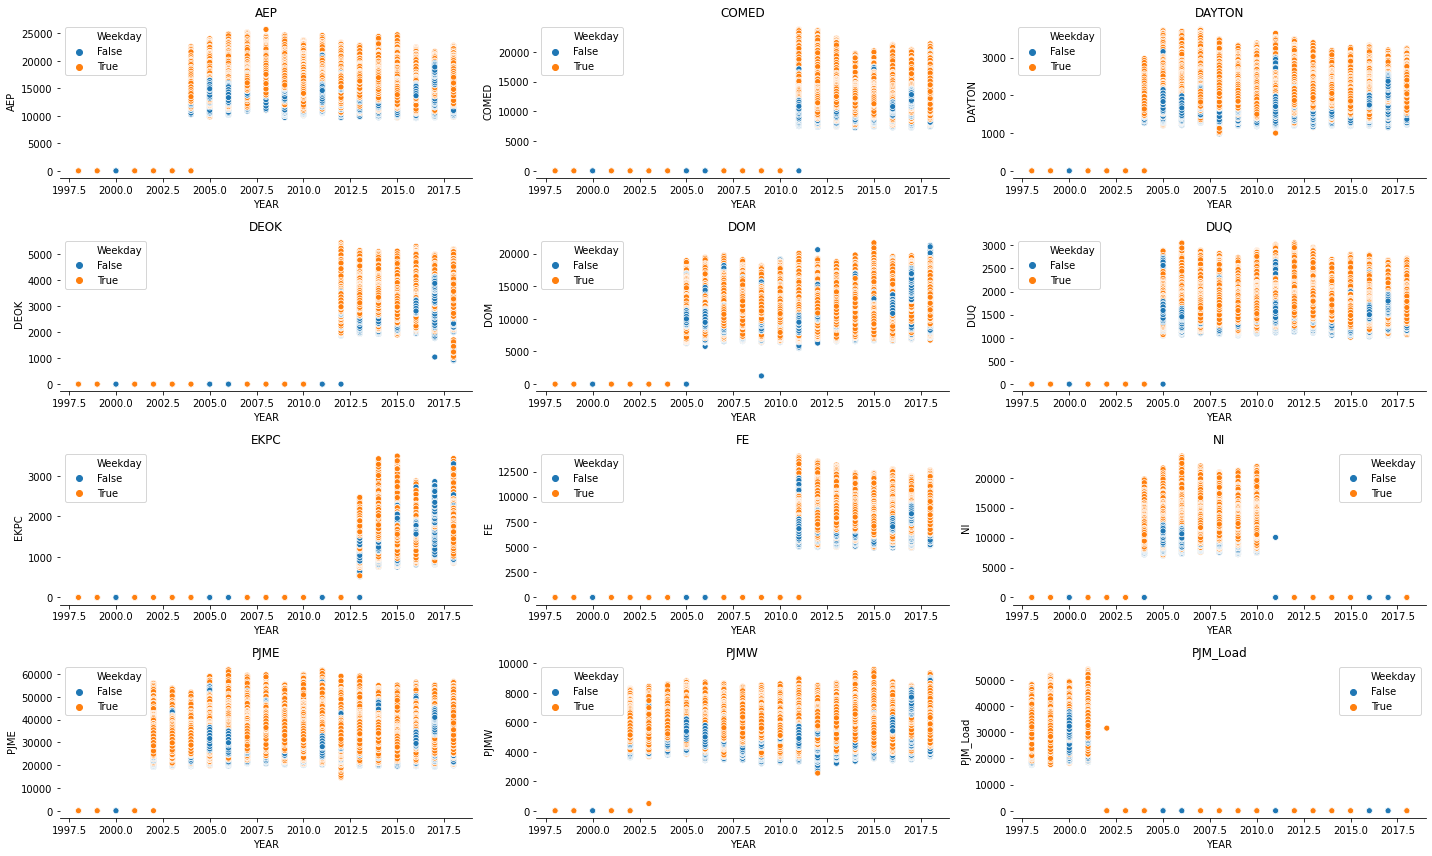 AEP COMED DAYTON
Weekday
False
True
25000
20000
15000
10000
5000
0
AEP
1997.5 2000.0 2002.5 2005.0 2007.5 2010.0 2012.5 2015.0 2017.5
YEAR
Weekday
False
True
20000
15000
10000
5000
0
COMED
1997.5 2000.0 2002.5 2005.0 2007.5 2010.0 2012.5 2015.0 2017.5
YEAR
Weekday
False
True
3000
2000
1000
0
DAYTON
1997.5 2000.0 2002.5 2005.0 2007.5 2010.0 2012.5 2015.0 2017.5
YEAR
DEOK DOM DUQ
Weekday
False
True
5000
4000
3000
2000
1000
0
DEOK
1997.5 2000.0 2002.5 2005.0 2007.5 2010.0 2012.5 2015.0 2017.5
YEAR
Weekday
False
True
20000
15000
10000
5000
0
DOM
1997.5 2000.0 2002.5 2005.0 2007.5 2010.0 2012.5 2015.0 2017.5
YEAR
Weekday
False
True
3000
2500
2000
1500
1000
500
0
DUQ
1997.5 2000.0 2002.5 2005.0 2007.5 2010.0 2012.5 2015.0 2017.5
YEAR
EKPC FE NI
Weekday
False
True
3000
2000
1000
0
EKPC
1997.5 2000.0 2002.5 2005.0 2007.5 2010.0 2012.5 2015.0 2017.5
YEAR
Weekday
False
True
12500
10000
7500
5000
2500
0
FE
1997.5 2000.0 2002.5 2005.0 2007.5 2010.0 2012.5 2015.0 2017.5
YEAR
Weekday
False
True
20000
15000
10000
5000
0
NI
1997.5 2000.0 2002.5 2005.0 2007.5 2010.0 2012.5 2015.0 2017.5
YEAR
PJME PJMW PJM_Load
Weekday
False
True
60000
50000
40000
30000
20000
10000
0
PJME
1997.5 2000.0 2002.5 2005.0 2007.5 2010.0 2012.5 2015.0 2017.5
YEAR
Weekday
False
True
10000
8000
6000
4000
2000
0
PJMW
1997.5 2000.0 2002.5 2005.0 2007.5 2010.0 2012.5 2015.0 2017.5
YEAR
Weekday
False
True
50000
40000
30000
20000
10000
0
PJM_Load
1997.5 2000.0 2002.5 2005.0 2007.5 2010.0 2012.5 2015.0 2017.5
YEAR